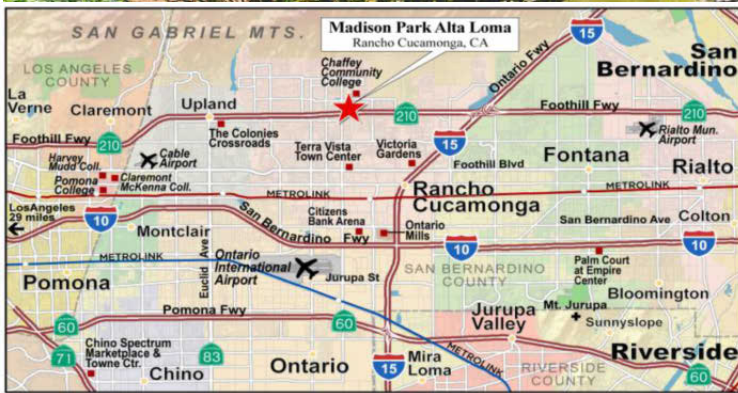 SAN GABRIEL MTS.
Madison Park Alta Loma
Rancho Cucamonga, CA
15
Ontario Fwy
San
Bernardino
LOS ANGELES
COUNTY
Chaffey
Community
College
La
Verne
Claremont
Upland
210
Foothill Fwy
210
The Colonies
Crossroads
Foothill Fwy
210
Cable
Airport
Terra Vista
Town Center
Victoria
Gardens
15
Foothill Blvd
Rialto Mun.
Airport
Fontana
Rialto
Harvey
Mudd Coll.
Pomona
College
Claremont
McKenna Coll.
METROLINK
METROLINK
Rancho
Cucamonga
LosAngeles
29 miles
10
Montclair
San Bernardino
Fwy
Citizens
Bank Arena
Ontario
Mills
San Bernardino Ave
Colton
10
10
METROLINK
Euclid Ave
Ontario
International
Airport
Jurupa St
SAN BERNARDINO
COUNTY
Palm Court
at Empire
Center
Bloomington
Pomona
Pomona Fwy
60
60
Mt. Jurupa
Jurupa
Valley
Sunnyslope
71
Chino Spectrum
Marketplace &
Towne Ctr.
83
Chino
Ontario
15
Mira
Loma
METROLINK
RIVERSIDE
COUNTY
Riverside
60